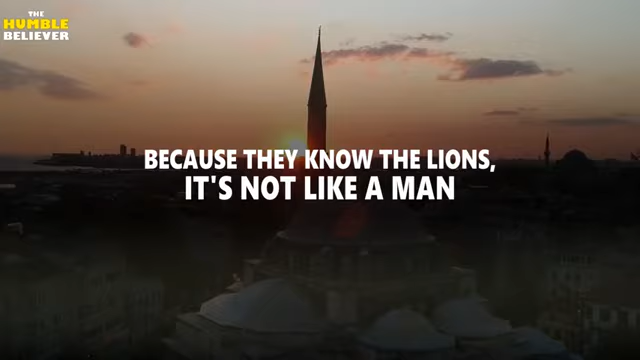 THE
HUMBLE
BELIEVER
BECAUSE THEY KNOW THE LIONS,
IT'S NOT LIKE A MAN